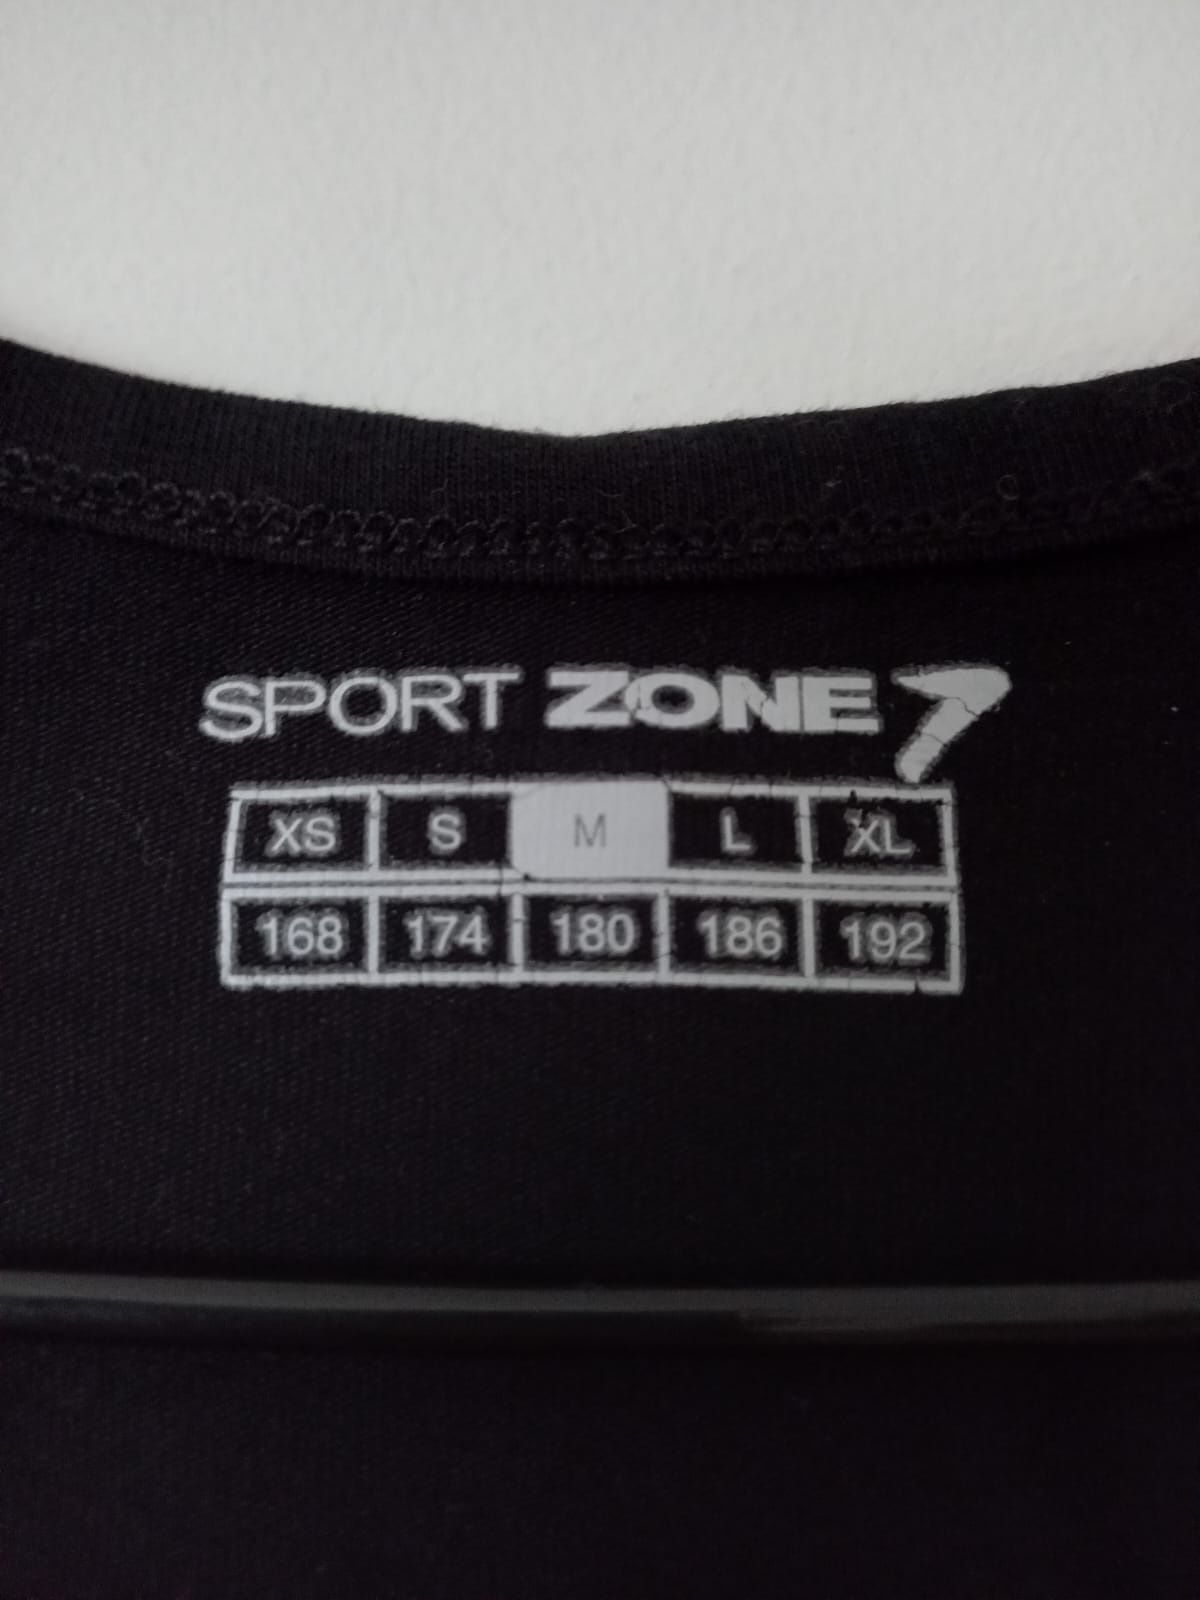 SPORT ZONE
XS S M L XL
168 174 180 186 192